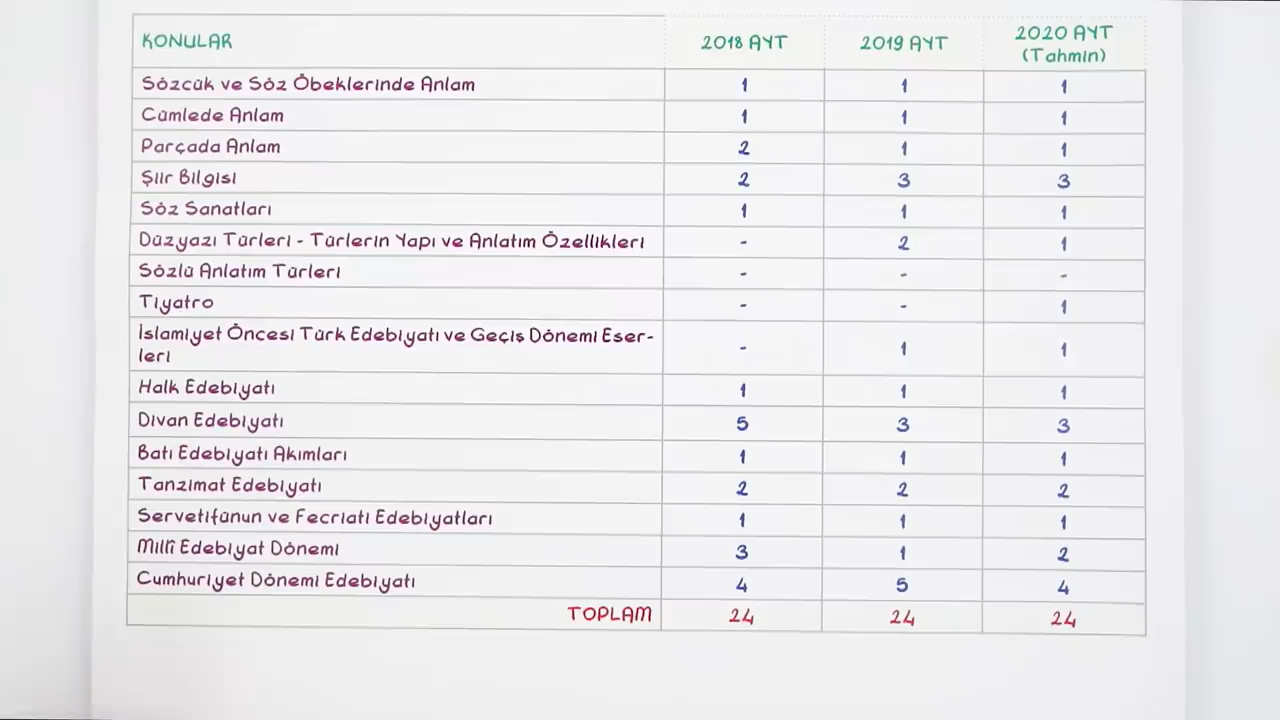 KONULAR 2018 AYT 2019 AYT 2020 AYT (Tahmin)
Sözcük ve Söz Öbeklerinde Anlam 1 1 1
Cümlede Anlam 1 1 1
Parçada Anlam 2 1 1
Şiir Bilgisi 2 3 3
Söz Sanatları 1 1 1
Düzyazı Türleri - Türlerin Yapı ve Anlatım Özellikleri - 2 1
Sözlü Anlatım Türleri - - -
Tiyatro - - 1
İslamiyet Öncesi Türk Edebiyatı ve Geçiş Dönemi Eser-
leri - 1 1
Halk Edebiyatı 1 1 1
Divan Edebiyatı 5 3 3
Batı Edebiyatı Akımları 1 1 1
Tanzimat Edebiyatı 2 2 2
Servetifünun ve Fecriati Edebiyatları 1 1 1
Millî Edebiyat Dönemi 3 1 2
Cumhuriyet Dönemi Edebiyatı 4 5 4
TOPLAM 24 24 24